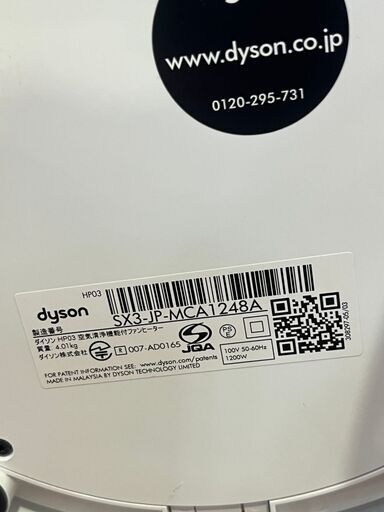 www.dyson.co.jp
0120-295-731
HP03
dyson
SX3-JP-MCA1248A
製造番号
ダイソン HP03 空気清浄機能付ファンヒーター
質量: 4.01kg
ダイソン株式会社
R 007-AD0165
JQA
PS
E
100V 50-60Hz
1200W
FOR PATENT INFORMATION SEE: www.dyson.com/patents
MADE IN MALAYSIA BY DYSON TECHNOLOGY LIMITED
308097-05/03